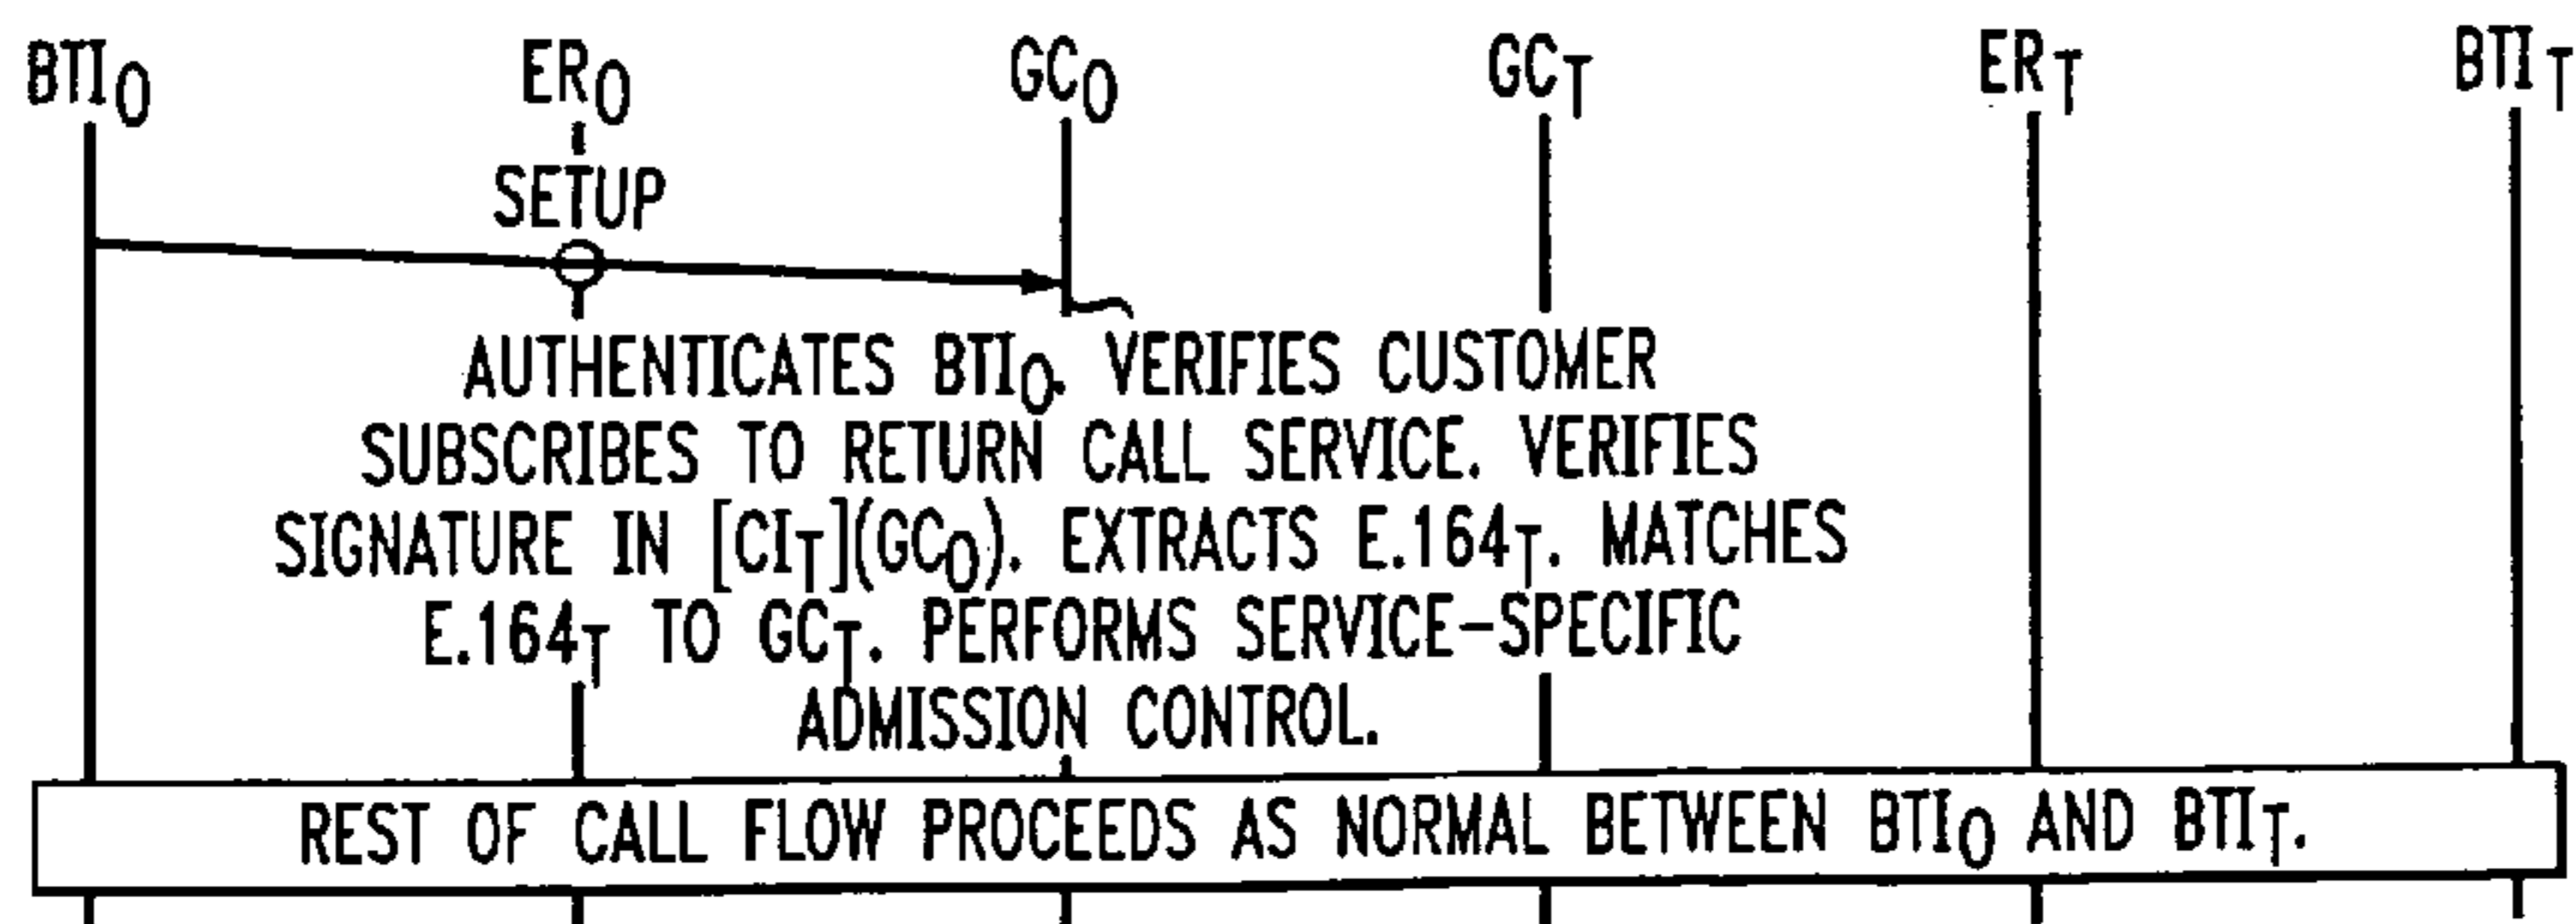 BTIO ERO GCO GCT ERT BTIT
SETUP
AUTHENTICATES BTIO. VERIFIES CUSTOMER
SUBSCRIBES TO RETURN CALL SERVICE. VERIFIES
SIGNATURE IN [CIT](GCO). EXTRACTS E.164T. MATCHES
E.164T TO GCT. PERFORMS SERVICE-SPECIFIC
ADMISSION CONTROL.
REST OF CALL FLOW PROCEEDS AS NORMAL BETWEEN BTIO AND BTIT.